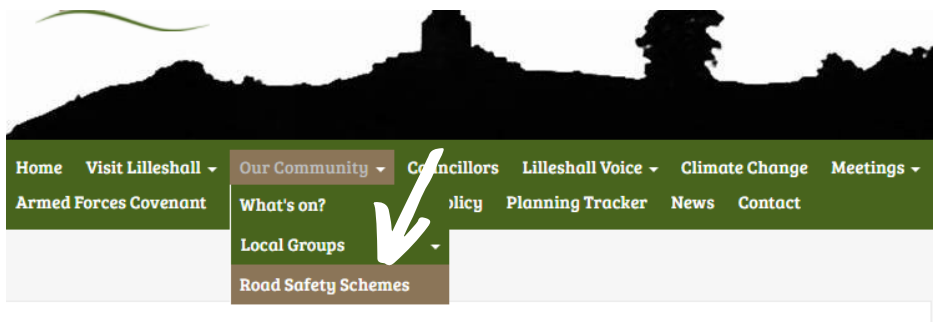 Home Visit Lilleshall Our Community Councillors Lilleshall Voice Climate Change Meetings
Armed Forces Covenant What's on? Planning Tracker News Contact
Local Groups
Road Safety Schemes